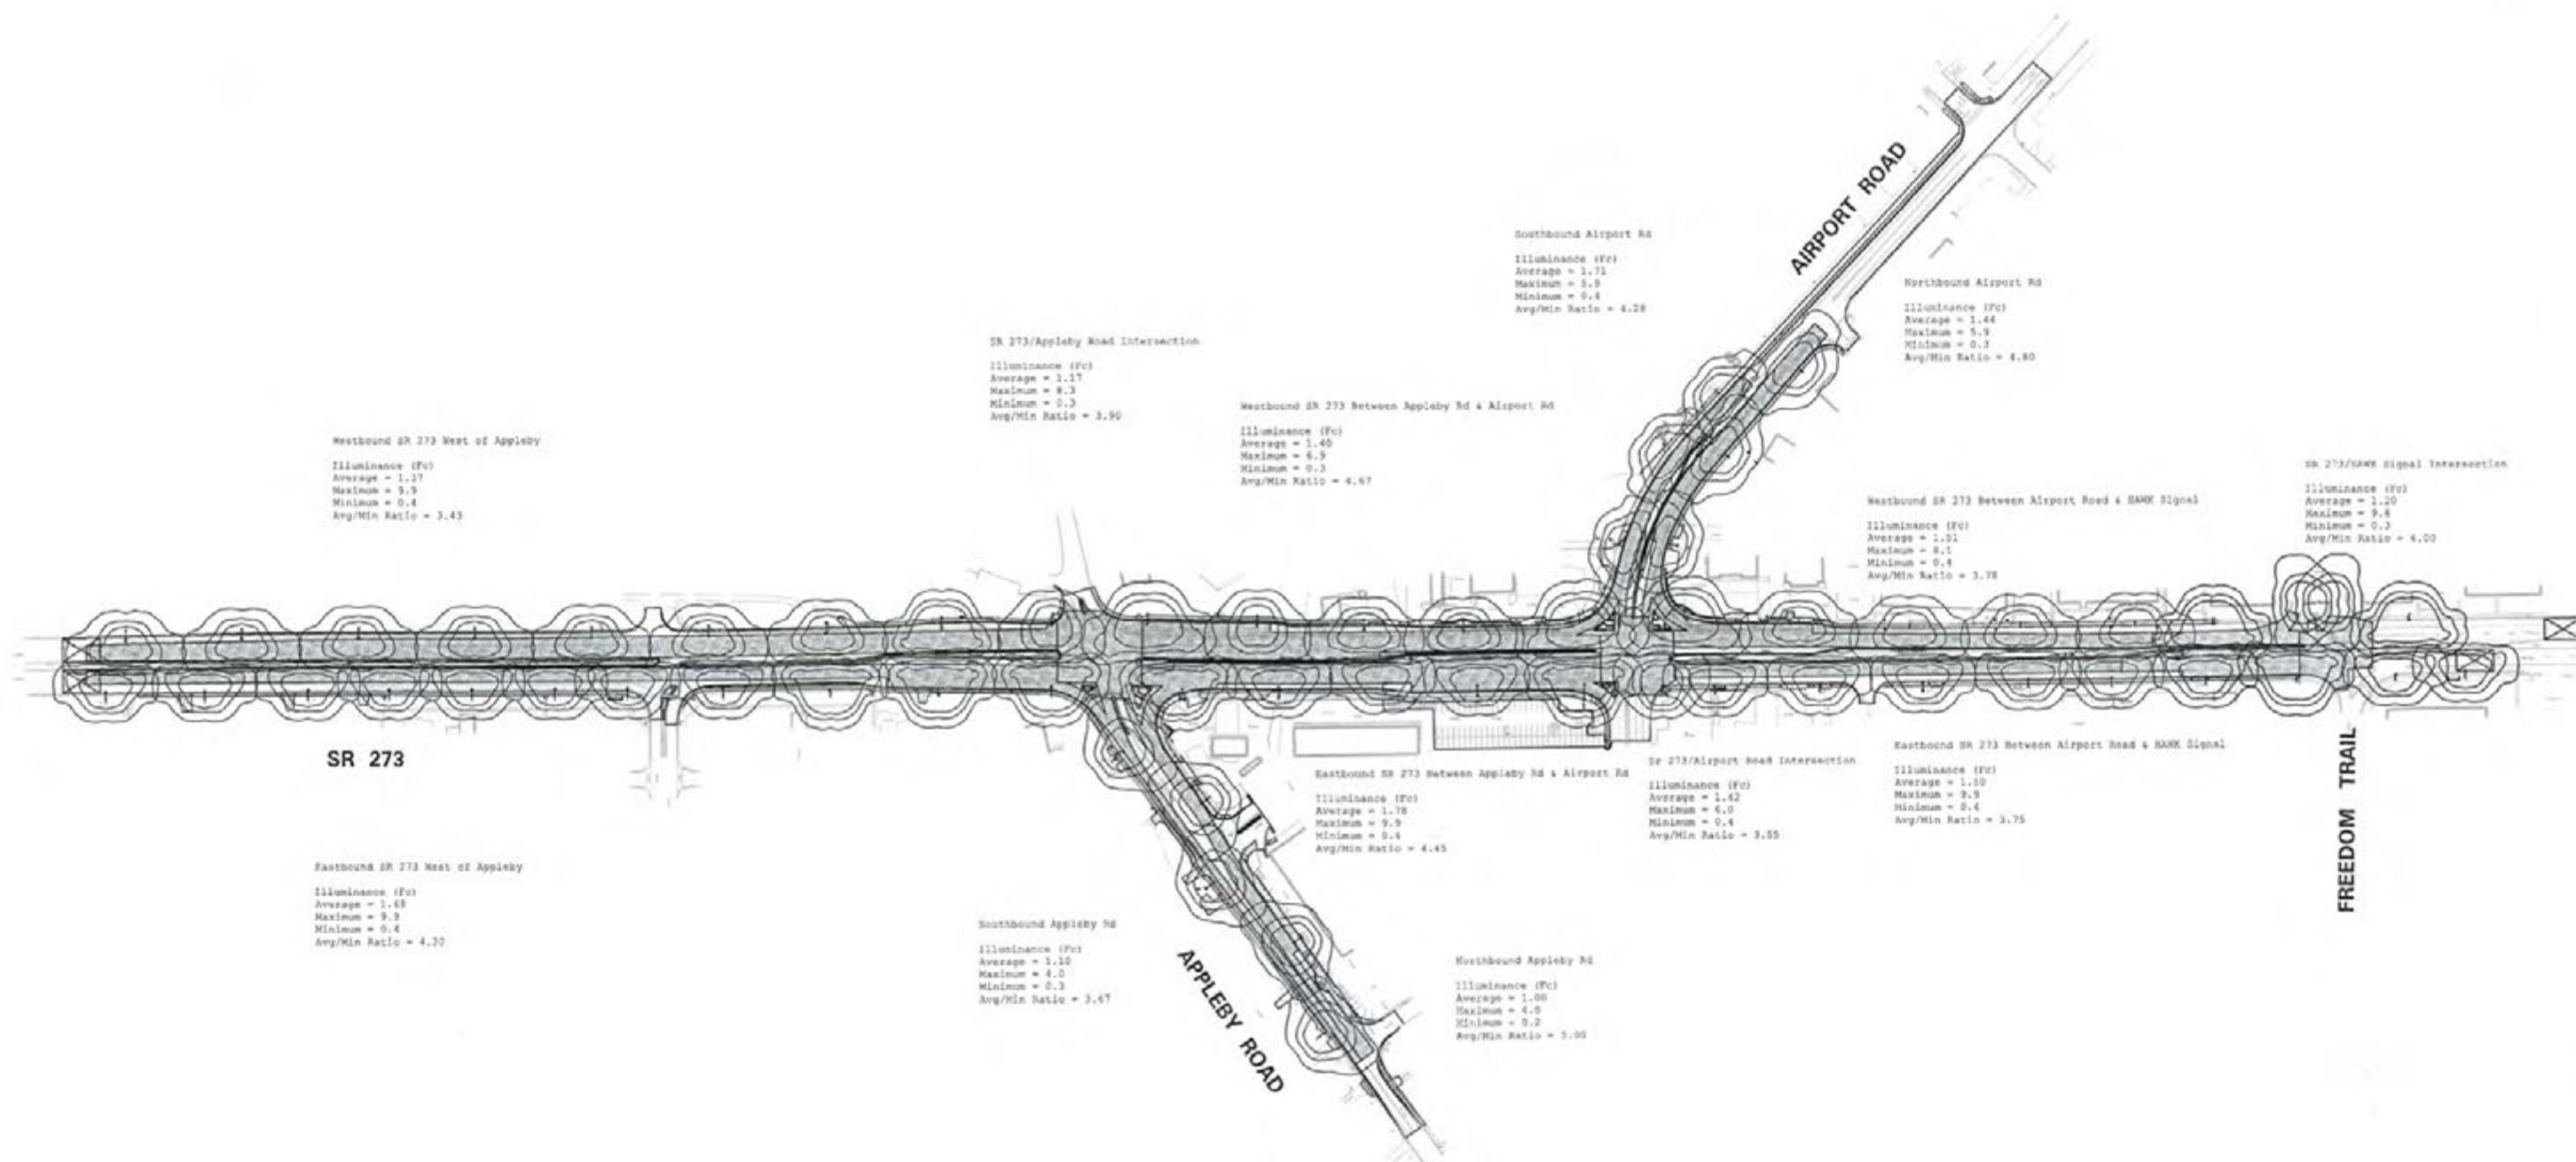 AIRPORT ROAD
Southbound Airport Rd
Illuminance (Fc)
Average = 1.71
Maximum = 5.9
Minimum = 0.4
Avg/Min Ratio = 4.28
Northbound Airport Rd
Illuminance (Fc)
Average = 1.44
Maximum = 5.9
Minimum = 0.3
Avg/Min Ratio = 4.80
SR 273/Appleby Road Intersection
Illuminance (Fc)
Average = 1.17
Maximum = 8.3
Minimum = 0.3
Avg/Min Ratio = 3.90
Westbound SR 273 Between Appleby Rd & Airport Rd
Illuminance (Fc)
Average = 1.40
Maximum = 6.9
Minimum = 0.3
Avg/Min Ratio = 4.67
Westbound SR 273 West of Appleby
Illuminance (Fc)
Average = 1.37
Maximum = 5.9
Minimum = 0.4
Avg/Min Ratio = 3.43
SR 273/HAWK Signal Intersection
Illuminance (Fc)
Average = 1.20
Maximum = 9.8
Minimum = 0.3
Avg/Min Ratio = 4.00
Westbound SR 273 Between Airport Road & HAWK Signal
Illuminance (Fc)
Average = 1.51
Maximum = 8.1
Minimum = 0.4
Avg/Min Ratio = 3.78
SR 273
Eastbound SR 273 Between Appleby Rd & Airport Rd
Illuminance (Fc)
Average = 1.78
Maximum = 9.9
Minimum = 0.4
Avg/Min Ratio = 4.45
Sr 273/Airport Road Intersection
Illuminance (Fc)
Average = 1.42
Maximum = 6.0
Minimum = 0.4
Avg/Min Ratio = 3.55
Eastbound SR 273 Between Airport Road & HAWK Signal
Illuminance (Fc)
Average = 1.50
Maximum = 9.9
Minimum = 0.4
Avg/Min Ratio = 3.75
FREEDOM TRAIL
Eastbound SR 273 West of Appleby
Illuminance (Fc)
Average = 1.68
Maximum = 9.9
Minimum = 0.4
Avg/Min Ratio = 4.20
Southbound Appleby Rd
Illuminance (Fc)
Average = 1.10
Maximum = 4.0
Minimum = 0.3
Avg/Min Ratio = 3.67
APPLEBY ROAD
Northbound Appleby Rd
Illuminance (Fc)
Average = 1.00
Maximum = 4.0
Minimum = 0.2
Avg/Min Ratio = 5.00